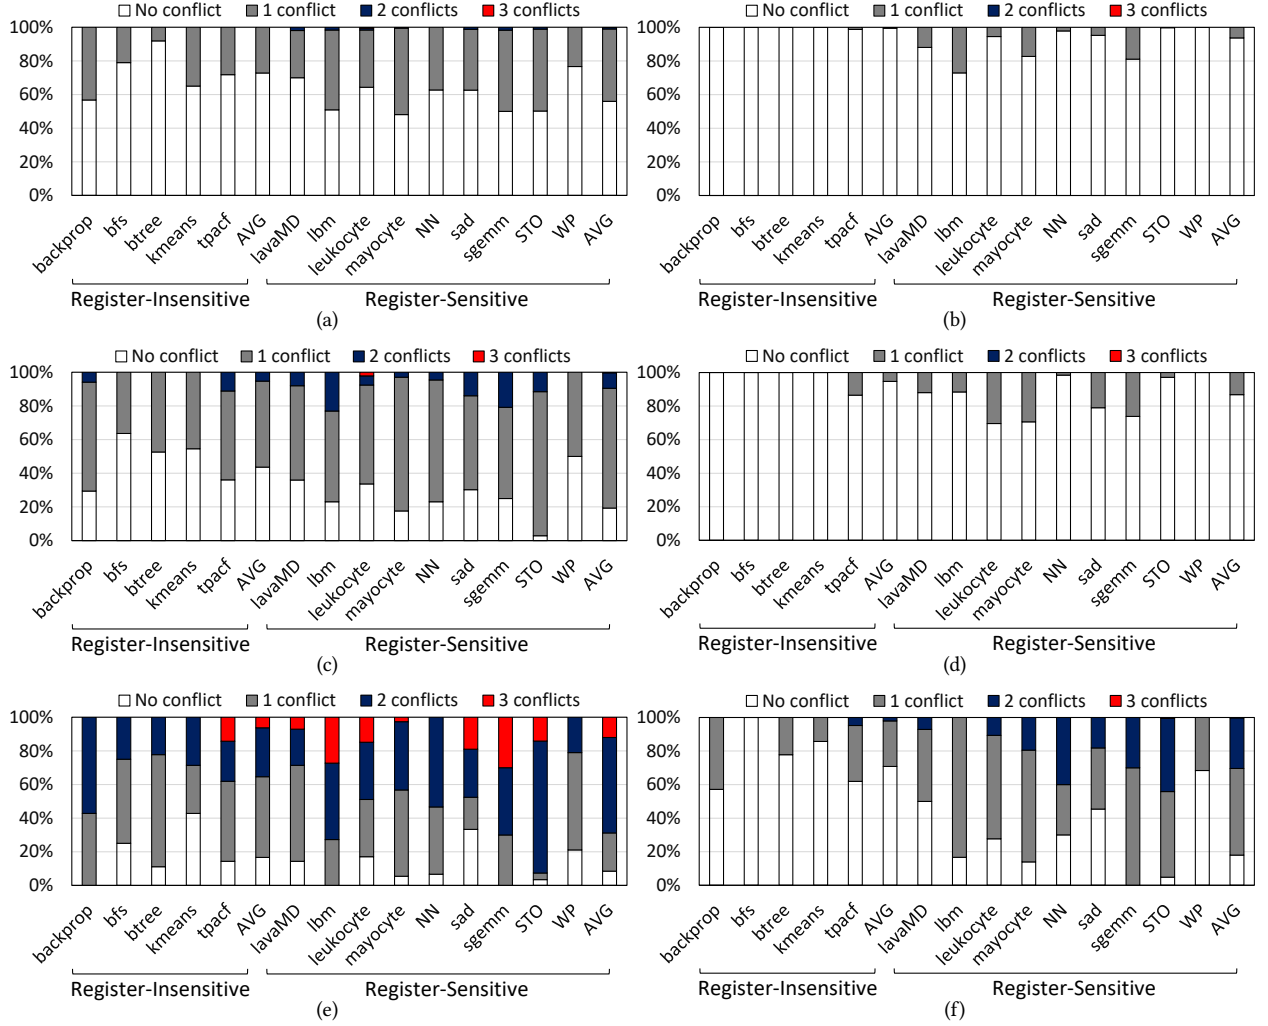 No conflict 1 conflict 2 conflicts 3 conflicts
100%
80%
60%
40%
20%
0%
backprop bfs btree kmeans tpacf AVG lavaMD lbm leukocyte mayocyte NN sad sgemm STO WP AVG
Register-Insensitive Register-Sensitive
(a)
No conflict 1 conflict 2 conflicts 3 conflicts
100%
80%
60%
40%
20%
0%
backprop bfs btree kmeans tpacf AVG lavaMD lbm leukocyte mayocyte NN sad sgemm STO WP AVG
Register-Insensitive Register-Sensitive
(b)
No conflict 1 conflict 2 conflicts 3 conflicts
100%
80%
60%
40%
20%
0%
backprop bfs btree kmeans tpacf AVG lavaMD lbm leukocyte mayocyte NN sad sgemm STO WP AVG
Register-Insensitive Register-Sensitive
(c)
No conflict 1 conflict 2 conflicts 3 conflicts
100%
80%
60%
40%
20%
0%
backprop bfs btree kmeans tpacf AVG lavaMD lbm leukocyte mayocyte NN sad sgemm STO WP AVG
Register-Insensitive Register-Sensitive
(d)
No conflict 1 conflict 2 conflicts 3 conflicts
100%
80%
60%
40%
20%
0%
backprop bfs btree kmeans tpacf AVG lavaMD lbm leukocyte mayocyte NN sad sgemm STO WP AVG
Register-Insensitive Register-Sensitive
(e)
No conflict 1 conflict 2 conflicts 3 conflicts
100%
80%
60%
40%
20%
0%
backprop bfs btree kmeans tpacf AVG lavaMD lbm leukocyte mayocyte NN sad sgemm STO WP AVG
Register-Insensitive Register-Sensitive
(f)